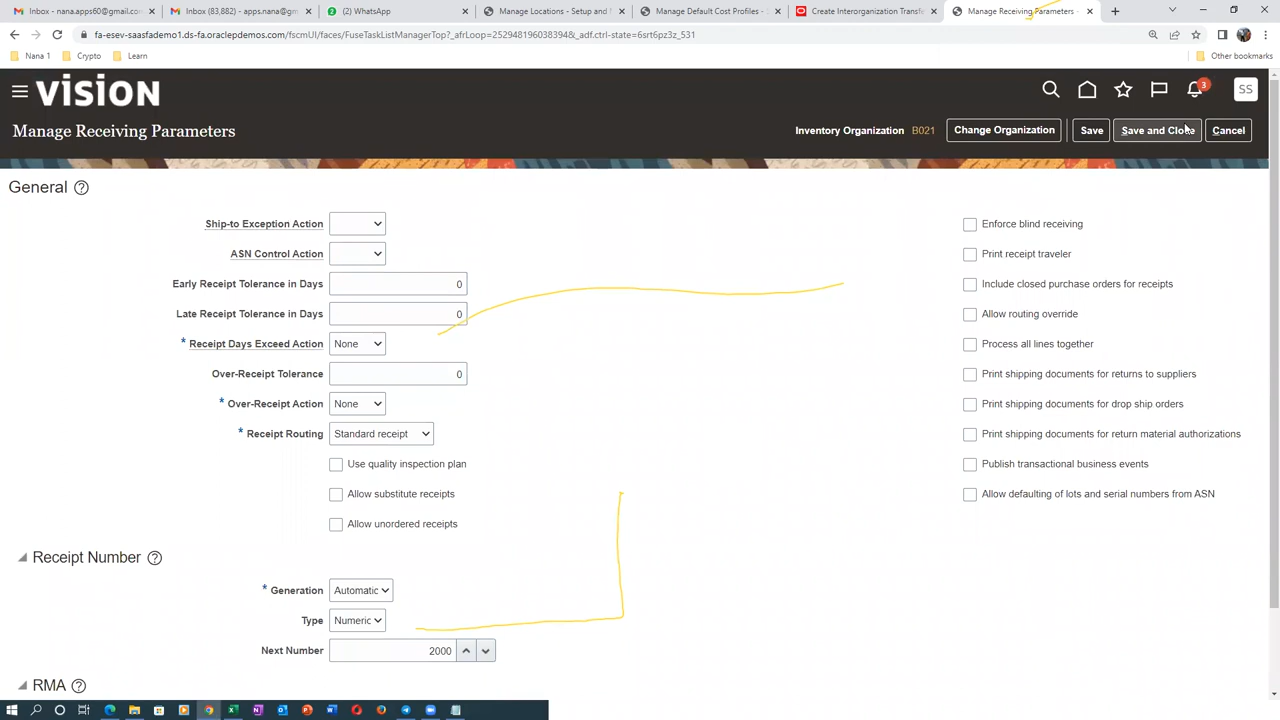 Inbox - nana.apps60@gmail.com
Inbox (83,882) - apps.na@gm
(2) WhatsApp
Manage Locations - Setup and
Manage Default Cost Profiles -
Create Interorganization Transfe
Manage Receiving Parameters -
fa-esev-saasfademo1.ds-fa.oraclepdemos.com/fscmUI/faces/FuseTaskListManagerTop?_afrLoop=2529481960383948&_adf.ctrl-state=6srt6pz3z_531
Nana 1
Crypto
Learn
Other bookmarks
VISION
3
SS
Manage Receiving Parameters
Inventory Organization B021
Change Organization
Save
Save and Close
Cancel
General
Ship-to Exception Action
Enforce blind receiving
ASN Control Action
Print receipt traveler
Early Receipt Tolerance in Days 0
Include closed purchase orders for receipts
Late Receipt Tolerance in Days 0
Allow routing override
* Receipt Days Exceed Action None
Process all lines together
Over-Receipt Tolerance 0
Print shipping documents for returns to suppliers
* Over-Receipt Action None
Print shipping documents for drop ship orders
* Receipt Routing Standard receipt
Print shipping documents for return material authorizations
Use quality inspection plan
Publish transactional business events
Allow substitute receipts
Allow defaulting of lots and serial numbers from ASN
Allow unordered receipts
Receipt Number
* Generation Automatic
Type Numeric
Next Number 2000
RMA